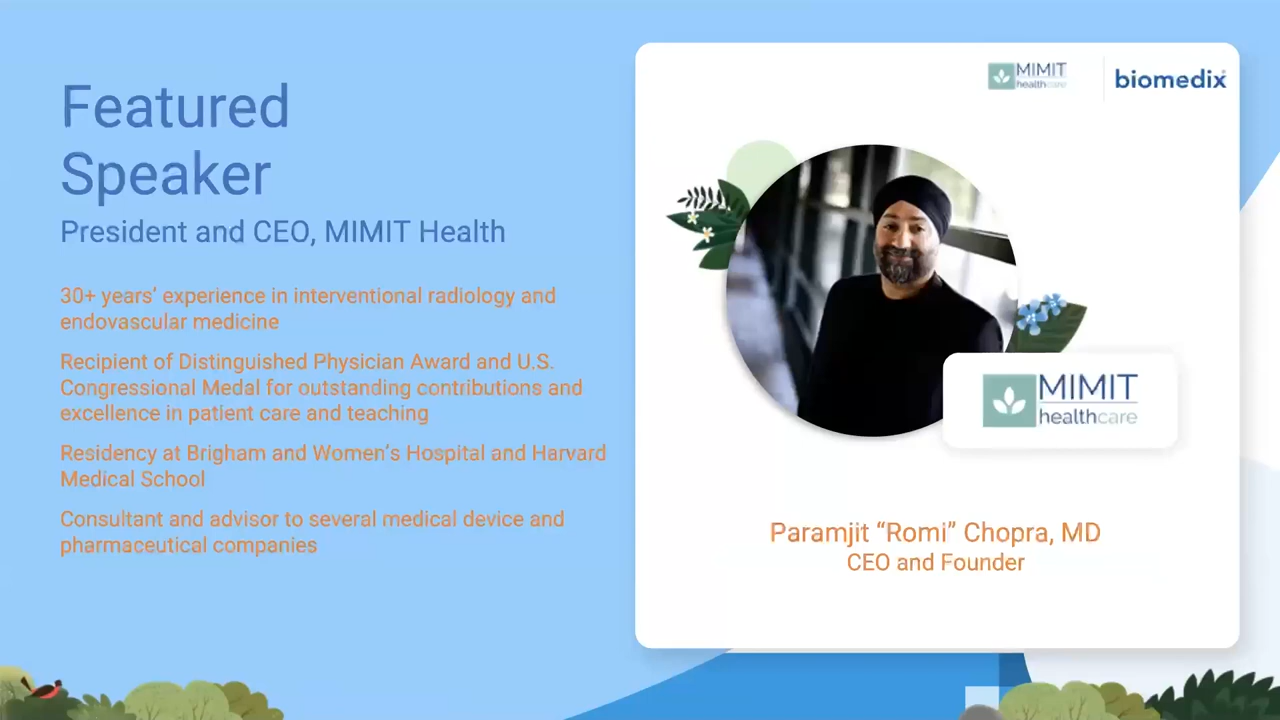 Featured
Speaker
President and CEO, MIMIT Health
30+ years’ experience in interventional radiology and
endovascular medicine
Recipient of Distinguished Physician Award and U.S.
Congressional Medal for outstanding contributions and
excellence in patient care and teaching
Residency at Brigham and Women’s Hospital and Harvard
Medical School
Consultant and advisor to several medical device and
pharmaceutical companies
MIMIT
healthcare
biomedix
MIMIT
healthcare
Paramjit “Romi” Chopra, MD
CEO and Founder